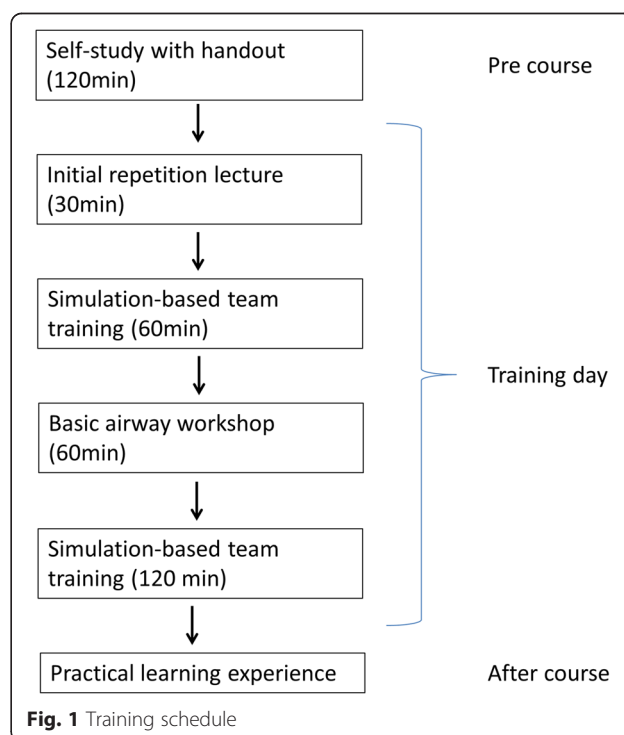 Self-study with handout
(120min)
Pre course
Initial repetition lecture
(30min)
Simulation-based team
training (60min)
Training day
Basic airway workshop
(60min)
Simulation-based team
training (120 min)
Practical learning experience
After course
Fig. 1 Training schedule